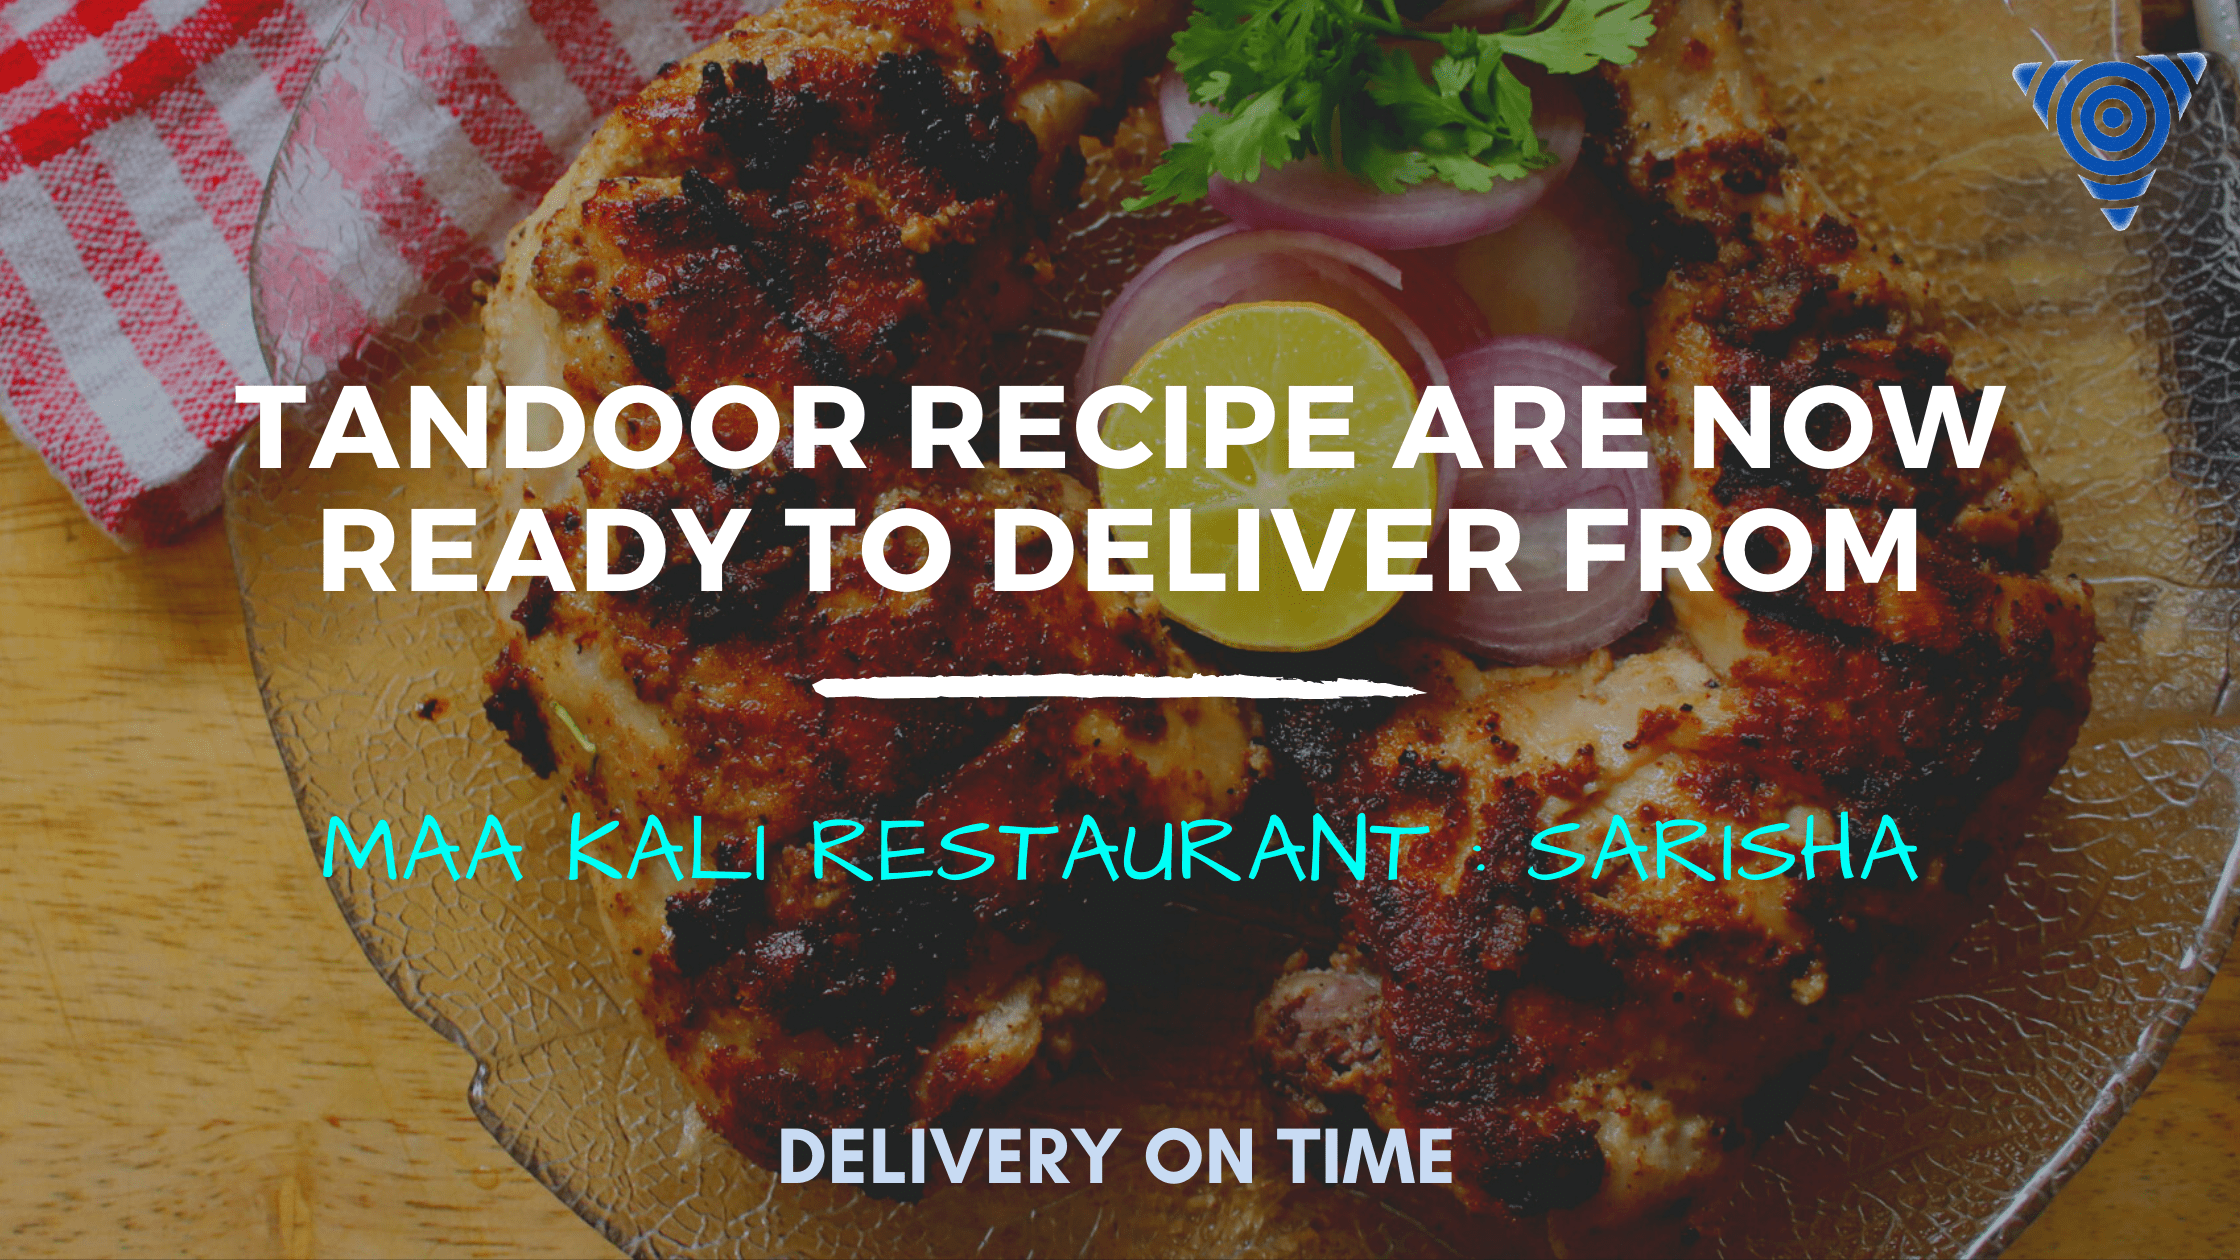 TANDOOR RECIPE ARE NOW
READY TO DELIVER FROM
MAA KALI RESTAURANT : SARISHA
DELIVERY ON TIME